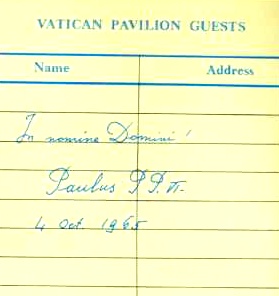 VATICAN PAVILION GUESTS
Name Address
In nomine Domini!
Paulus P P. VI.
4 Oct. 1965